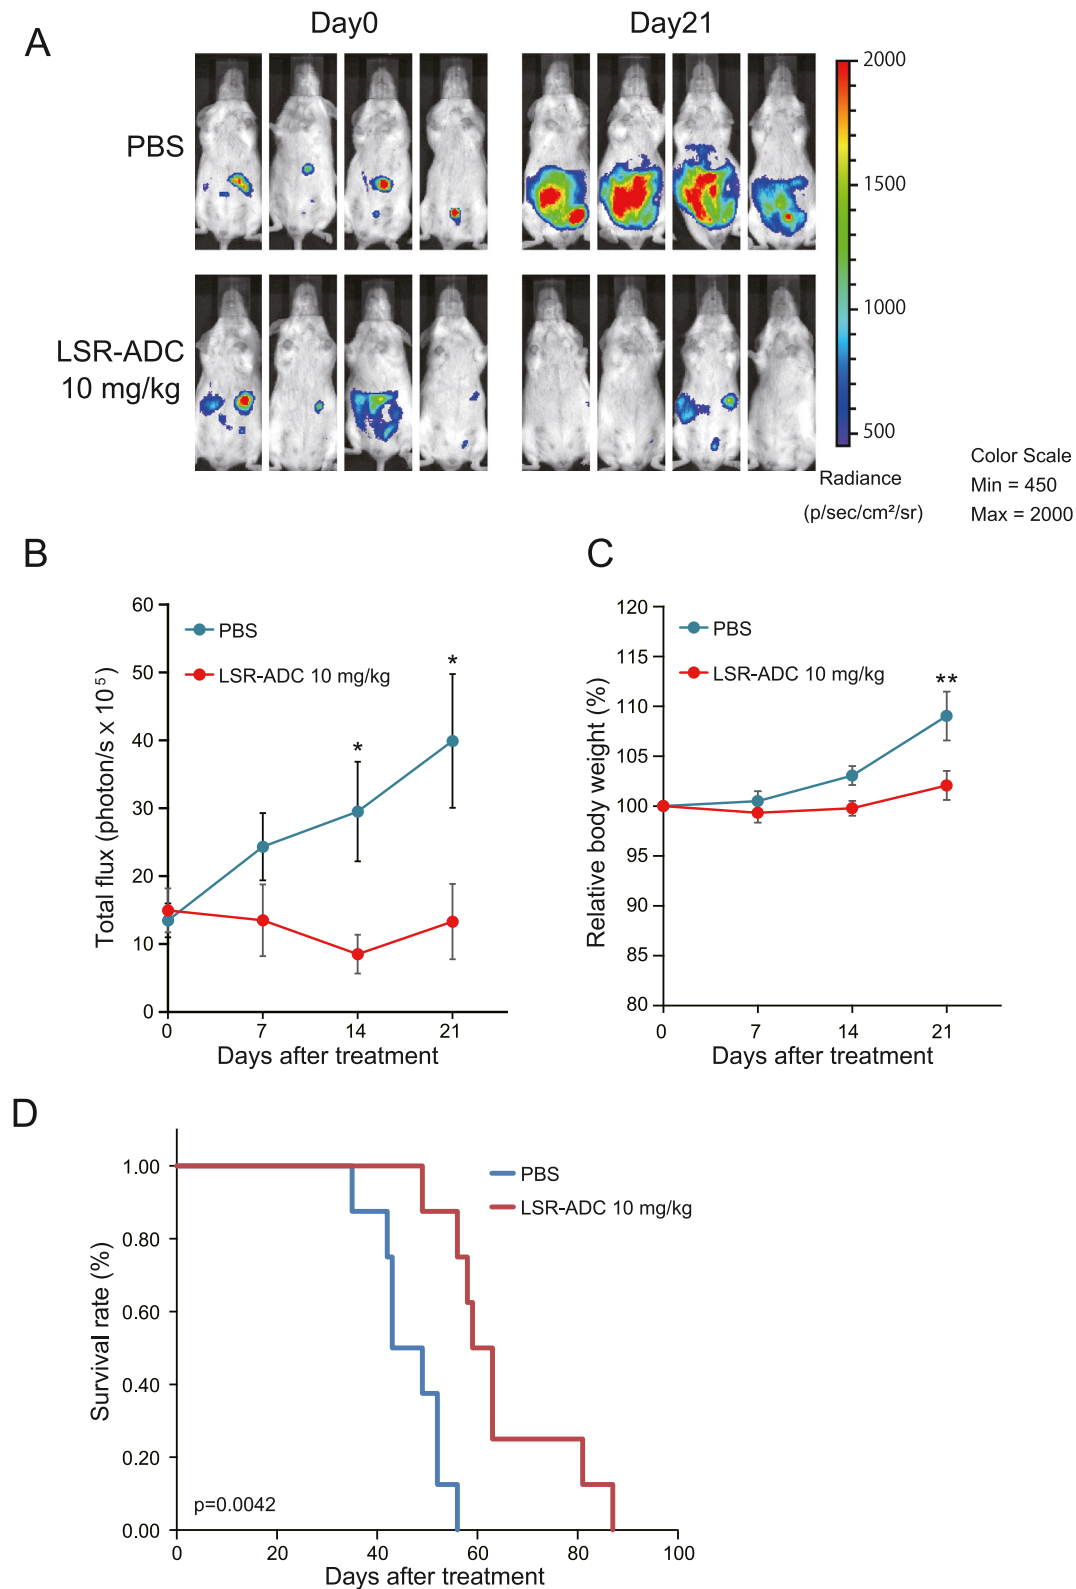 A
Day0
Day21
PBS
LSR-ADC
10 mg/kg
2000
1500
1000
500
Radiance
(p/sec/cm²/sr)
Color Scale
Min = 450
Max = 2000
B
Total flux (photon/s x 10⁵)
60
50
40
30
20
10
0
PBS
LSR-ADC 10 mg/kg
*
*
0 7 14 21
Days after treatment
C
Relative body weight (%)
120
115
110
105
100
95
90
85
80
PBS
LSR-ADC 10 mg/kg
**
0 7 14 21
Days after treatment
D
Survival rate (%)
1.00
0.80
0.60
0.40
0.20
0.00
PBS
LSR-ADC 10 mg/kg
p=0.0042
0 20 40 60 80 100
Days after treatment